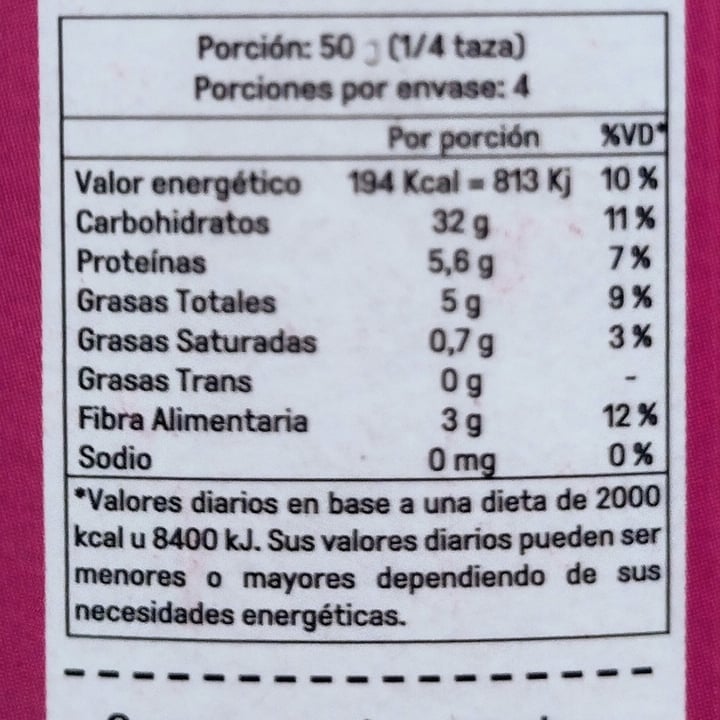 Porción: 50 g (1/4 taza)
Porciones por envase: 4
Por porción %VD*
Valor energético 194 Kcal = 813 Kj 10 %
Carbohidratos 32 g 11 %
Proteínas 5,6 g 7 %
Grasas Totales 5 g 9 %
Grasas Saturadas 0,7 g 3 %
Grasas Trans 0 g -
Fibra Alimentaria 3 g 12 %
Sodio 0 mg 0 %
*Valores diarios en base a una dieta de 2000
kcal u 8400 kJ. Sus valores diarios pueden ser
menores o mayores dependiendo de sus
necesidades energéticas.